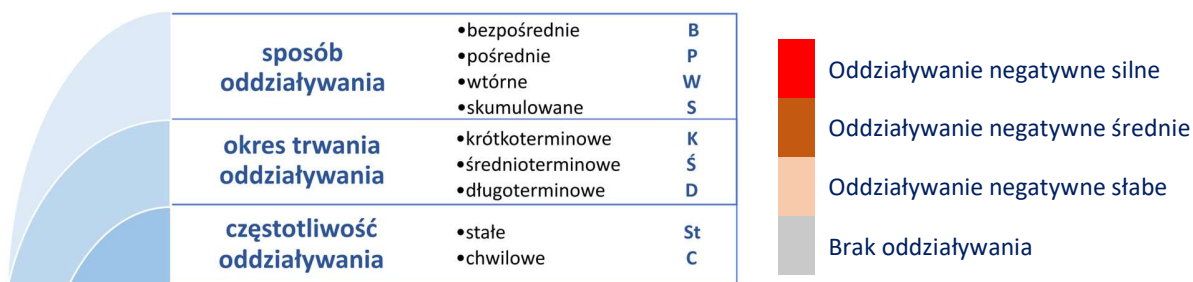 sposób
oddziaływania
•bezpośrednie B
•pośrednie P
•wtórne W
•skumulowane S
okres trwania
oddziaływania
•krótkoterminowe K
•średnioterminowe Ś
•długoterminowe D
częstotliwość
oddziaływania
•stałe St
•chwilowe C
Oddziaływanie negatywne silne
Oddziaływanie negatywne średnie
Oddziaływanie negatywne słabe
Brak oddziaływania